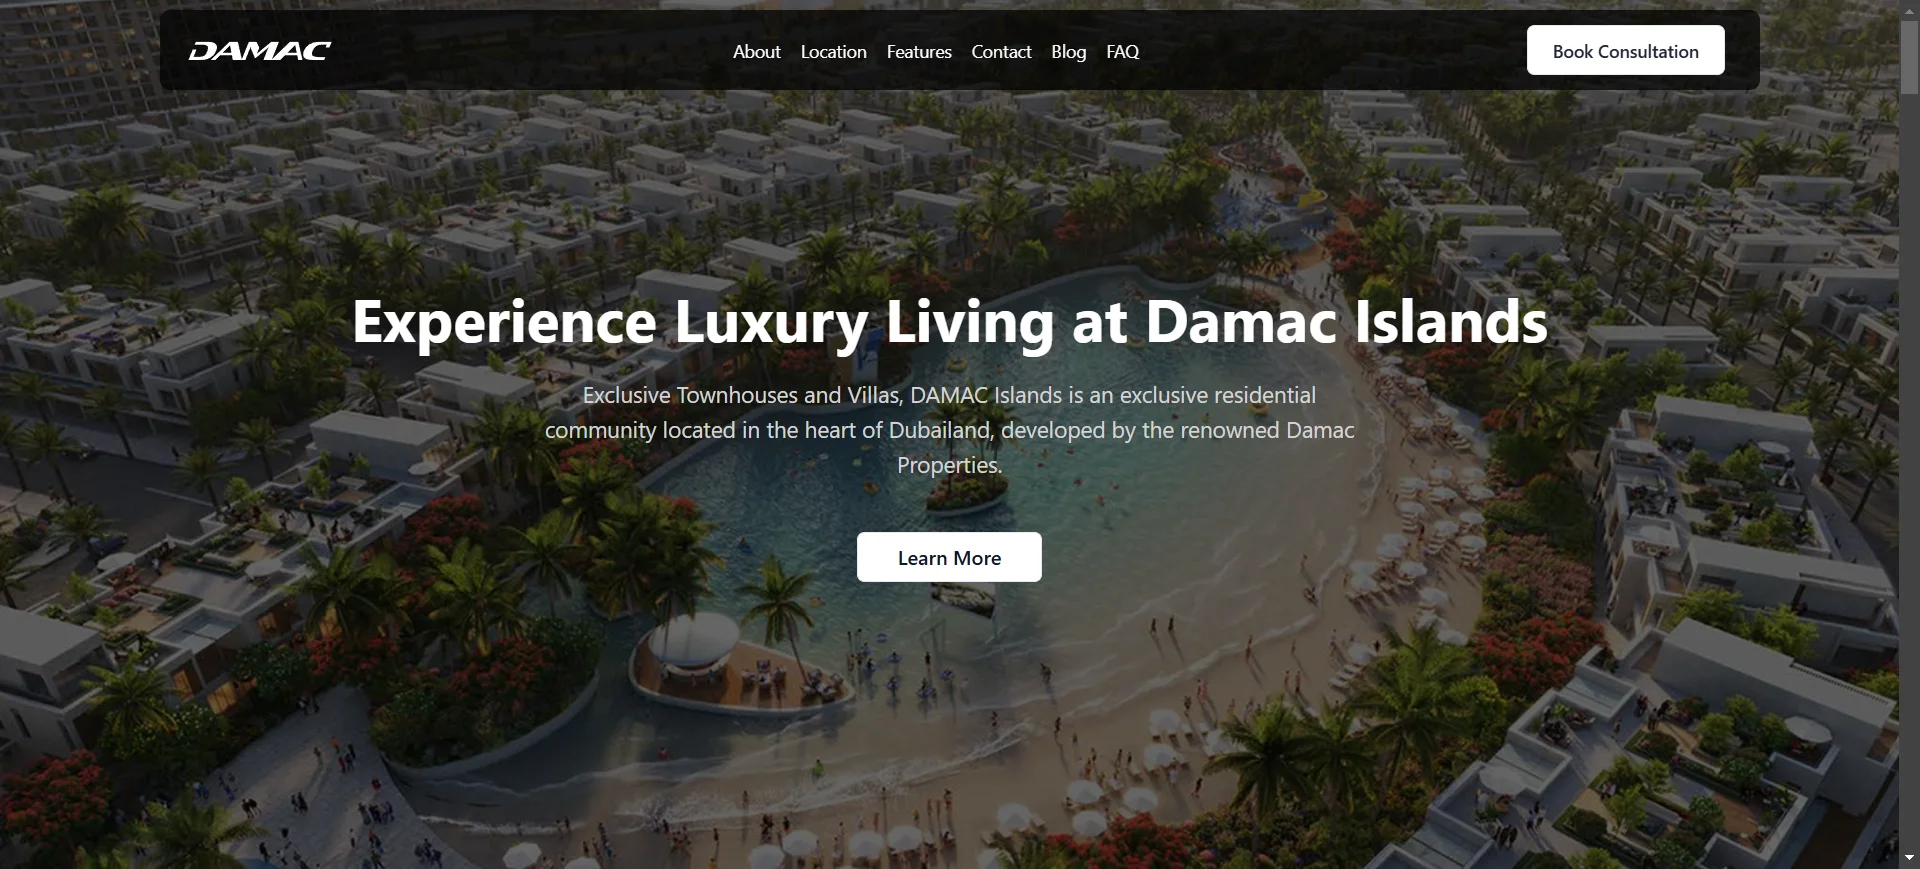 DAMAC
About Location Features Contact Blog FAQ
Book Consultation
Experience Luxury Living at Damac Islands
Exclusive Townhouses and Villas, DAMAC Islands is an exclusive residential
community located in the heart of Dubailand, developed by the renowned Damac
Properties.
Learn More